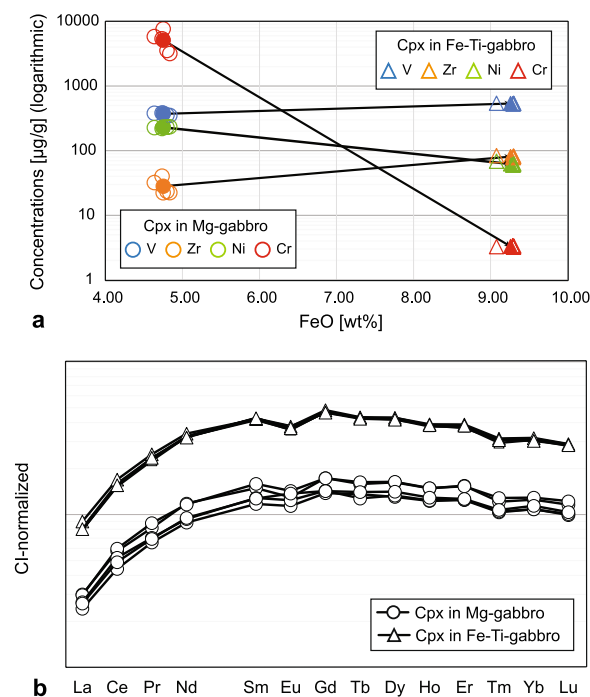 Concentrations [µg/g] (logarithmic)
10000
1000
100
10
1
Cpx in Fe-Ti-gabbro
V Zr Ni Cr
Cpx in Mg-gabbro
V Zr Ni Cr
4.00 5.00 6.00 7.00 8.00 9.00 10.00
FeO [wt%]
a
CI-normalized
Cpx in Mg-gabbro
Cpx in Fe-Ti-gabbro
La Ce Pr Nd Sm Eu Gd Tb Dy Ho Er Tm Yb Lu
b